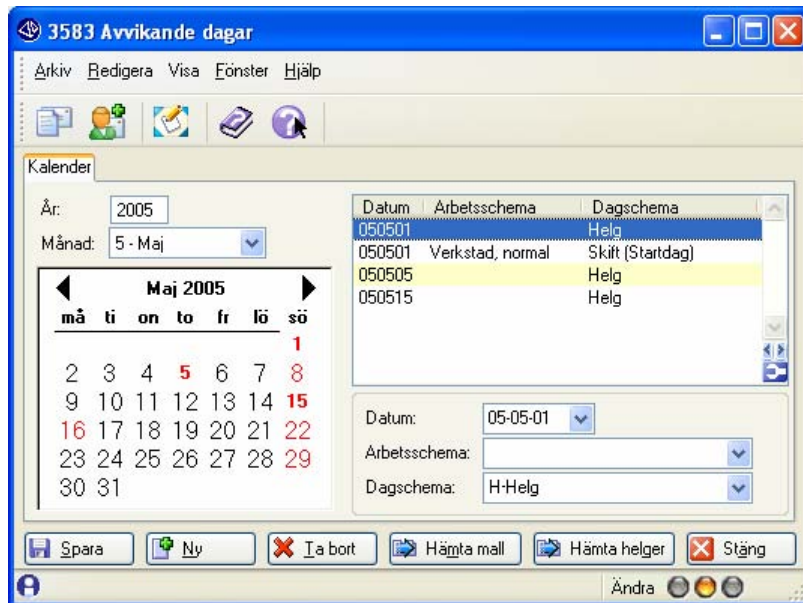 3583 Avvikande dagar
Arkiv Redigera Visa Fönster Hjälp
Kalender
År: 2005
Månad: 5 - Maj
Maj 2005
må ti on to fr lö sö
1
2 3 4 5 6 7 8
9 10 11 12 13 14 15
16 17 18 19 20 21 22
23 24 25 26 27 28 29
30 31
Datum Arbetsschema Dagschema
050501 Helg
050501 Verkstad, normal Skift (Startdag)
050505 Helg
050515 Helg
Datum: 05-05-01
Arbetsschema:
Dagschema: H-Helg
Spara Ny Ta bort Hämta mall Hämta helger Stäng
Ändra